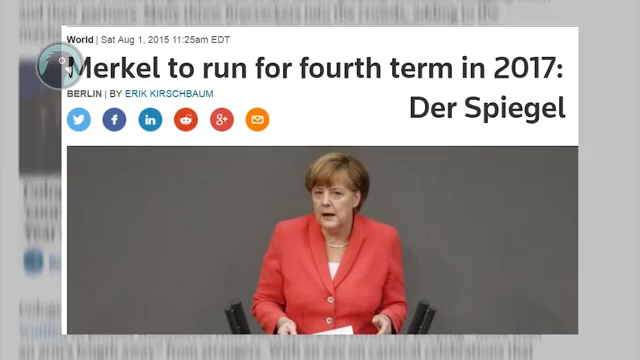 World | Sat Aug 1, 2015 11:25am EDT
Merkel to run for fourth term in 2017:
Der Spiegel
BERLIN | BY ERIK KIRSCHBAUM